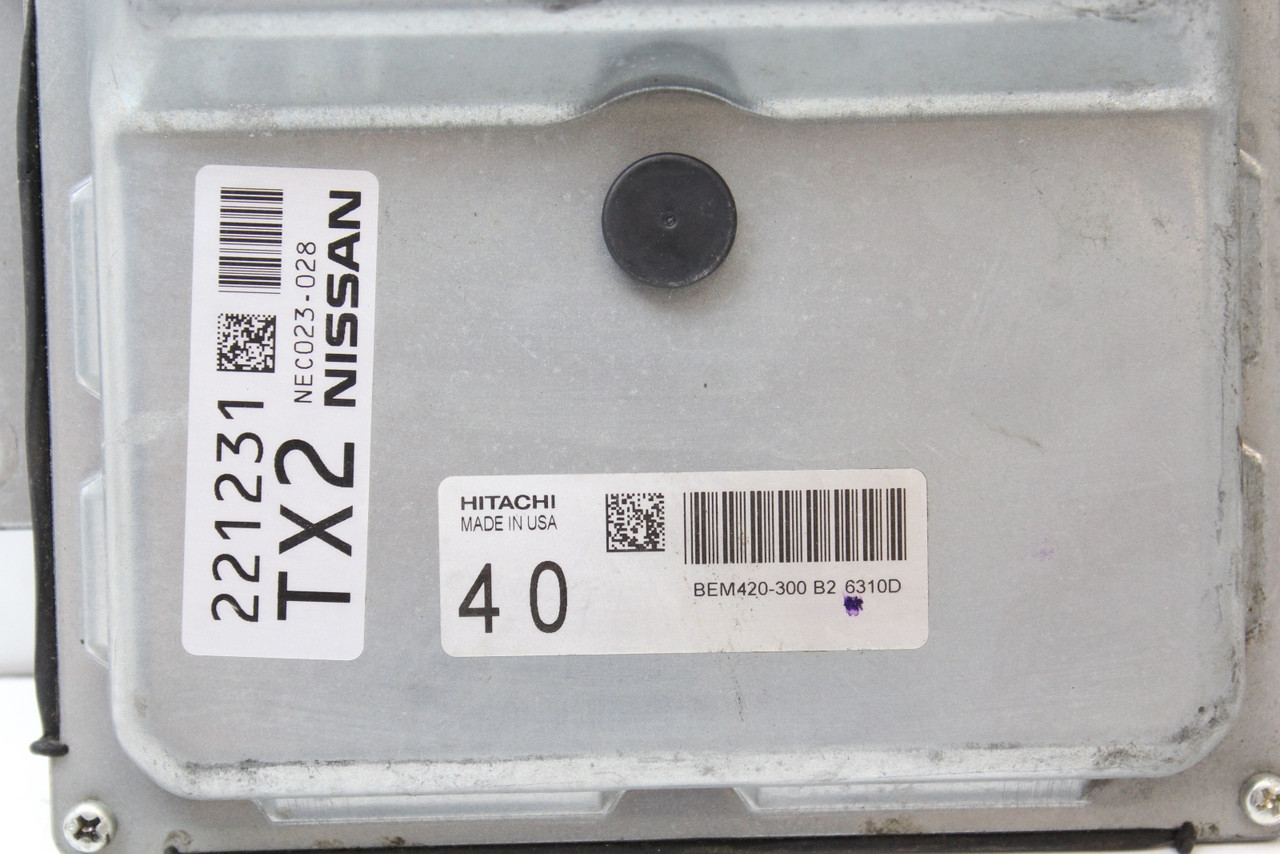 221231
TX2
NEC023-028
NISSAN
HITACHI
MADE IN USA
40
BEM420-300 B2 6310D